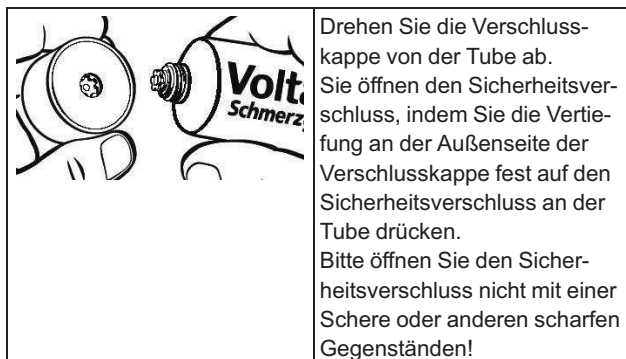 Volta
Schmerz
Drehen Sie die Verschluss-
kappe von der Tube ab.
Sie öffnen den Sicherheitsver-
schluss, indem Sie die Vertie-
fung an der Außenseite der
Verschlusskappe fest auf den
Sicherheitsverschluss an der
Tube drücken.
Bitte öffnen Sie den Sicher-
heitsverschluss nicht mit einer
Schere oder anderen scharfen
Gegenständen!